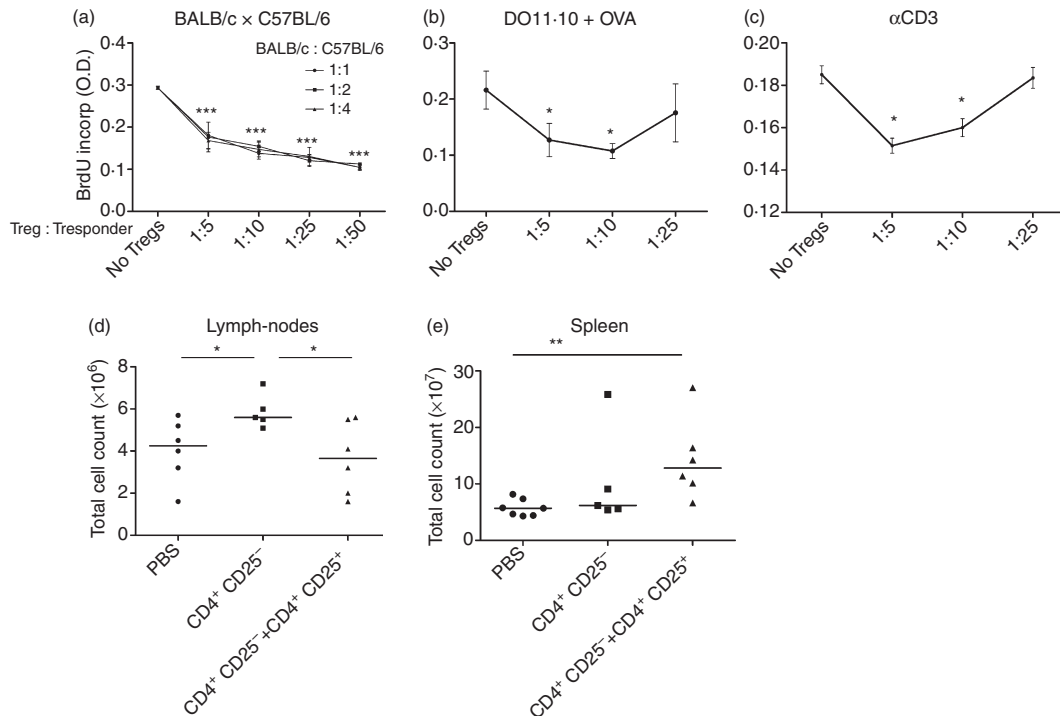 (a) BALB/c × C57BL/6
BALB/c : C57BL/6
1:1
1:2
1:4
BrdU incorp (O.D.)
0·4
0·3
0·2
0·1
0·0
***
***
***
***
Treg : Tresponder
No Tregs
1:5
1:10
1:25
1:50
(b) DO11·10 + OVA
0·3
0·2
0·1
0·0
*
*
No Tregs
1:5
1:10
1:25
(c) αCD3
0·20
0·18
0·16
0·14
0·12
*
*
No Tregs
1:5
1:10
1:25
(d) Lymph-nodes
Total cell count (×10⁶)
8
6
4
2
0
*
*
PBS
CD4⁺ CD25⁻
CD4⁺ CD25⁻+CD4⁺ CD25⁺
(e) Spleen
Total cell count (×10⁷)
30
20
10
0
**
PBS
CD4⁺ CD25⁻
CD4⁺ CD25⁻+CD4⁺ CD25⁺